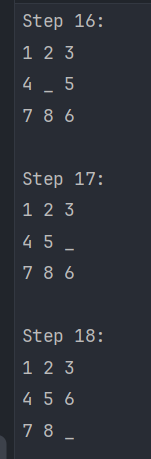 Step 16:
1 2 3
4 _ 5
7 8 6
Step 17:
1 2 3
4 5 _
7 8 6
Step 18:
1 2 3
4 5 6
7 8 _